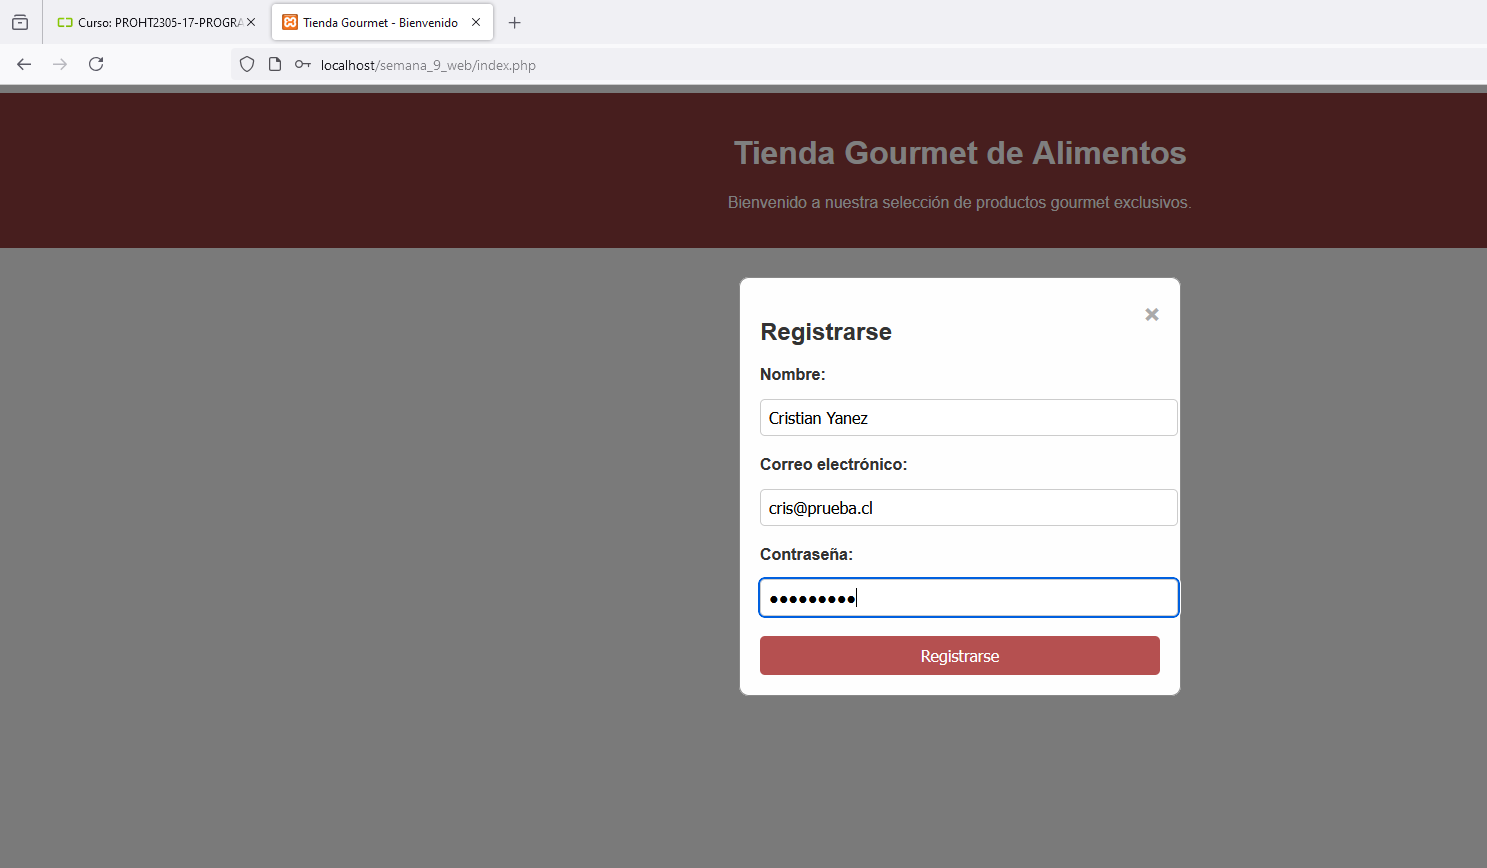 Curso: PROHT2305-17-PROGRA
Tienda Gourmet - Bienvenido
localhost/semana_9_web/index.php
Tienda Gourmet de Alimentos
Bienvenido a nuestra selección de productos gourmet exclusivos.
Registrarse
Nombre:
Cristian Yanez
Correo electrónico:
cris@prueba.cl
Contraseña:
●●●●●●●●●
Registrarse